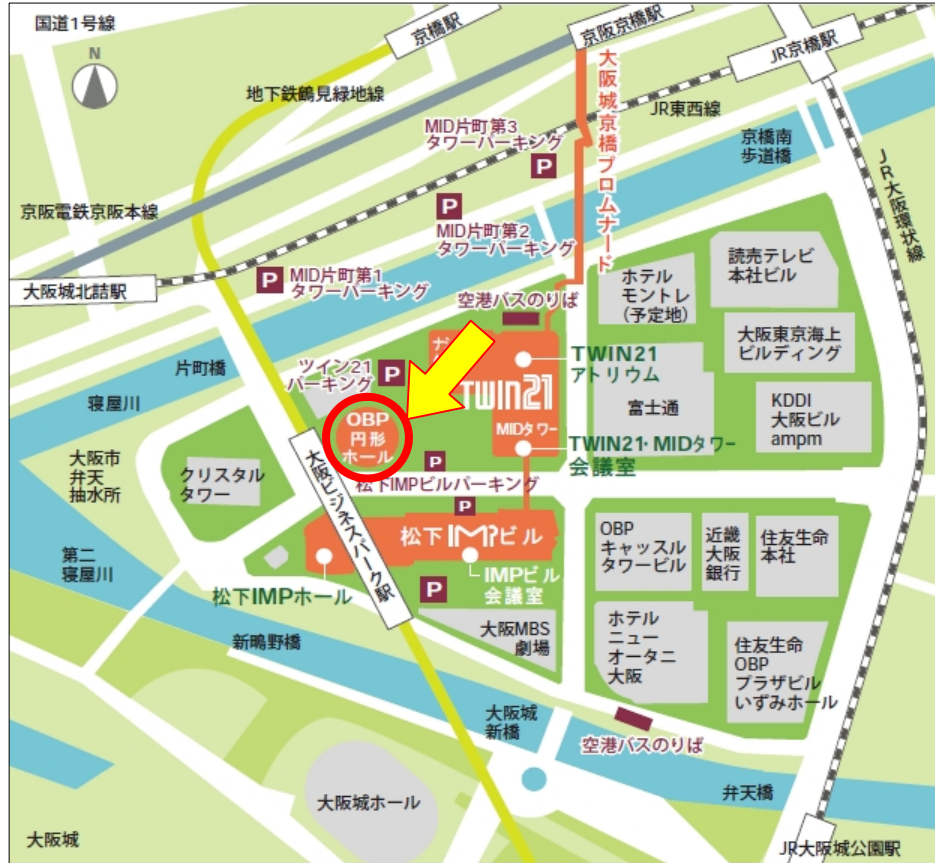 国道1号線
N
京橋駅
京阪京橋駅
JR京橋駅
地下鉄鶴見緑地線
大阪城京橋プロムナード
JR東西線
MID片町第3
タワーパーキング
P
京橋南
歩道橋
JR大阪環状線
京阪電鉄京阪本線
P
MID片町第2
タワーパーキング
大阪城北詰駅
P
MID片町第1
タワーパーキング
読売テレビ
本社ビル
ホテル
モントレ
(予定地)
空港バスのりば
大阪東京海上
ビルディング
片町橋
ツイン21
パーキング
P
TWIN21
TWIN21
アトリウム
寝屋川
富士通
KDDI
大阪ビル
ampm
OBP
円形
ホール
MIDタワー
TWIN21・MIDタワー
会議室
大阪市
弁天
抽水所
クリスタル
タワー
大阪ビジネスパーク駅
P
松下IMPビルパーキング
P
松下IMPビル
OBP
キャッスル
タワービル
近畿
大阪
銀行
住友生命
本社
第二
寝屋川
松下IMPホール
P
IMPビル
会議室
新鴫野橋
大阪MBS
劇場
ホテル
ニュー
オータニ
大阪
住友生命
OBP
プラザビル
いずみホール
大阪城
新橋
空港バスのりば
弁天橋
大阪城ホール
大阪城
JR大阪城公園駅